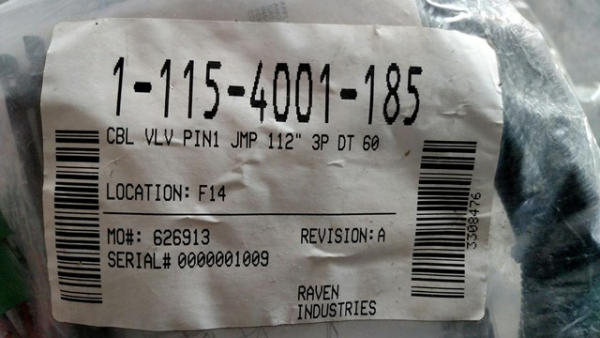 1-115-4001-185
CBL VLV PIN1 JMP 112" 3P DT 60
LOCATION: F14
MO#: 626913
REVISION: A
SERIAL# 0000001009
RAVEN
INDUSTRIES
3308476